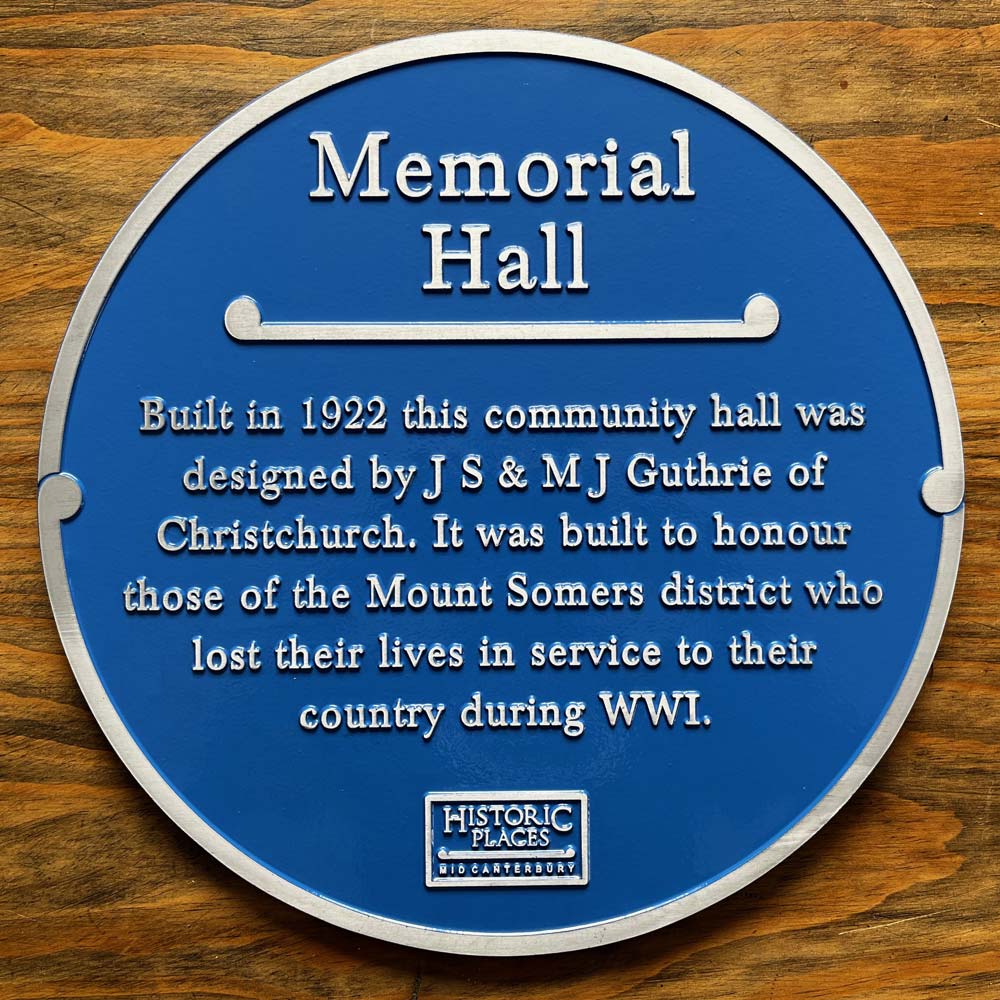 Memorial
Hall
Built in 1922 this community hall was
designed by J S & M J Guthrie of
Christchurch. It was built to honour
those of the Mount Somers district who
lost their lives in service to their
country during WWI.
HISTORIC
PLACES
MID CANTERBURY